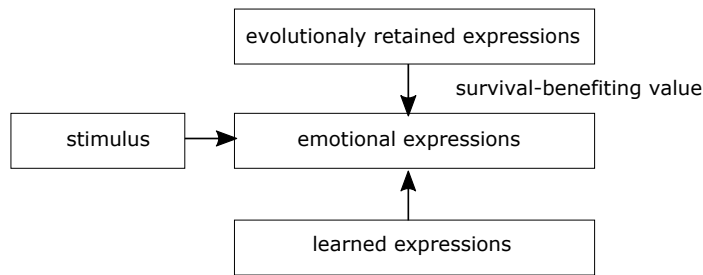 evolutionaly retained expressions
survival-benefiting value
stimulus
emotional expressions
learned expressions